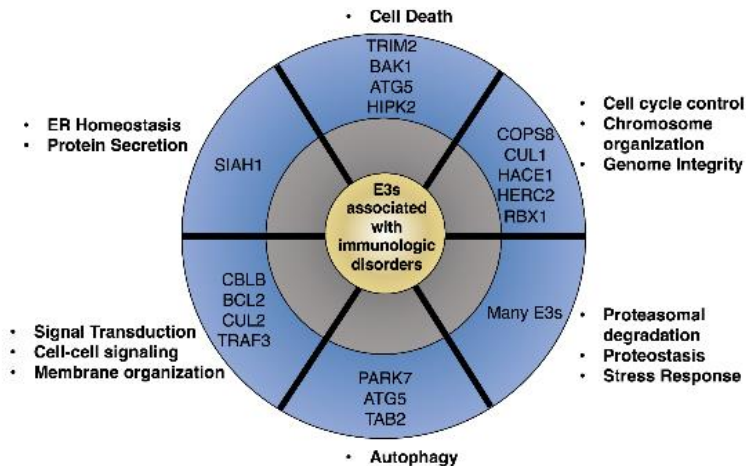 • Cell Death
TRIM2
BAK1
ATG5
HIPK2
• Cell cycle control
• Chromosome
organization
• Genome Integrity
COPS8
CUL1
HACE1
HERC2
RBX1
• ER Homeostasis
• Protein Secretion
SIAH1
E3s
associated
with
immunologic
disorders
CBLB
BCL2
CUL2
TRAF3
• Signal Transduction
• Cell-cell signaling
• Membrane organization
Many E3s
• Proteasomal
degradation
• Proteostasis
• Stress Response
PARK7
ATG5
TAB2
• Autophagy